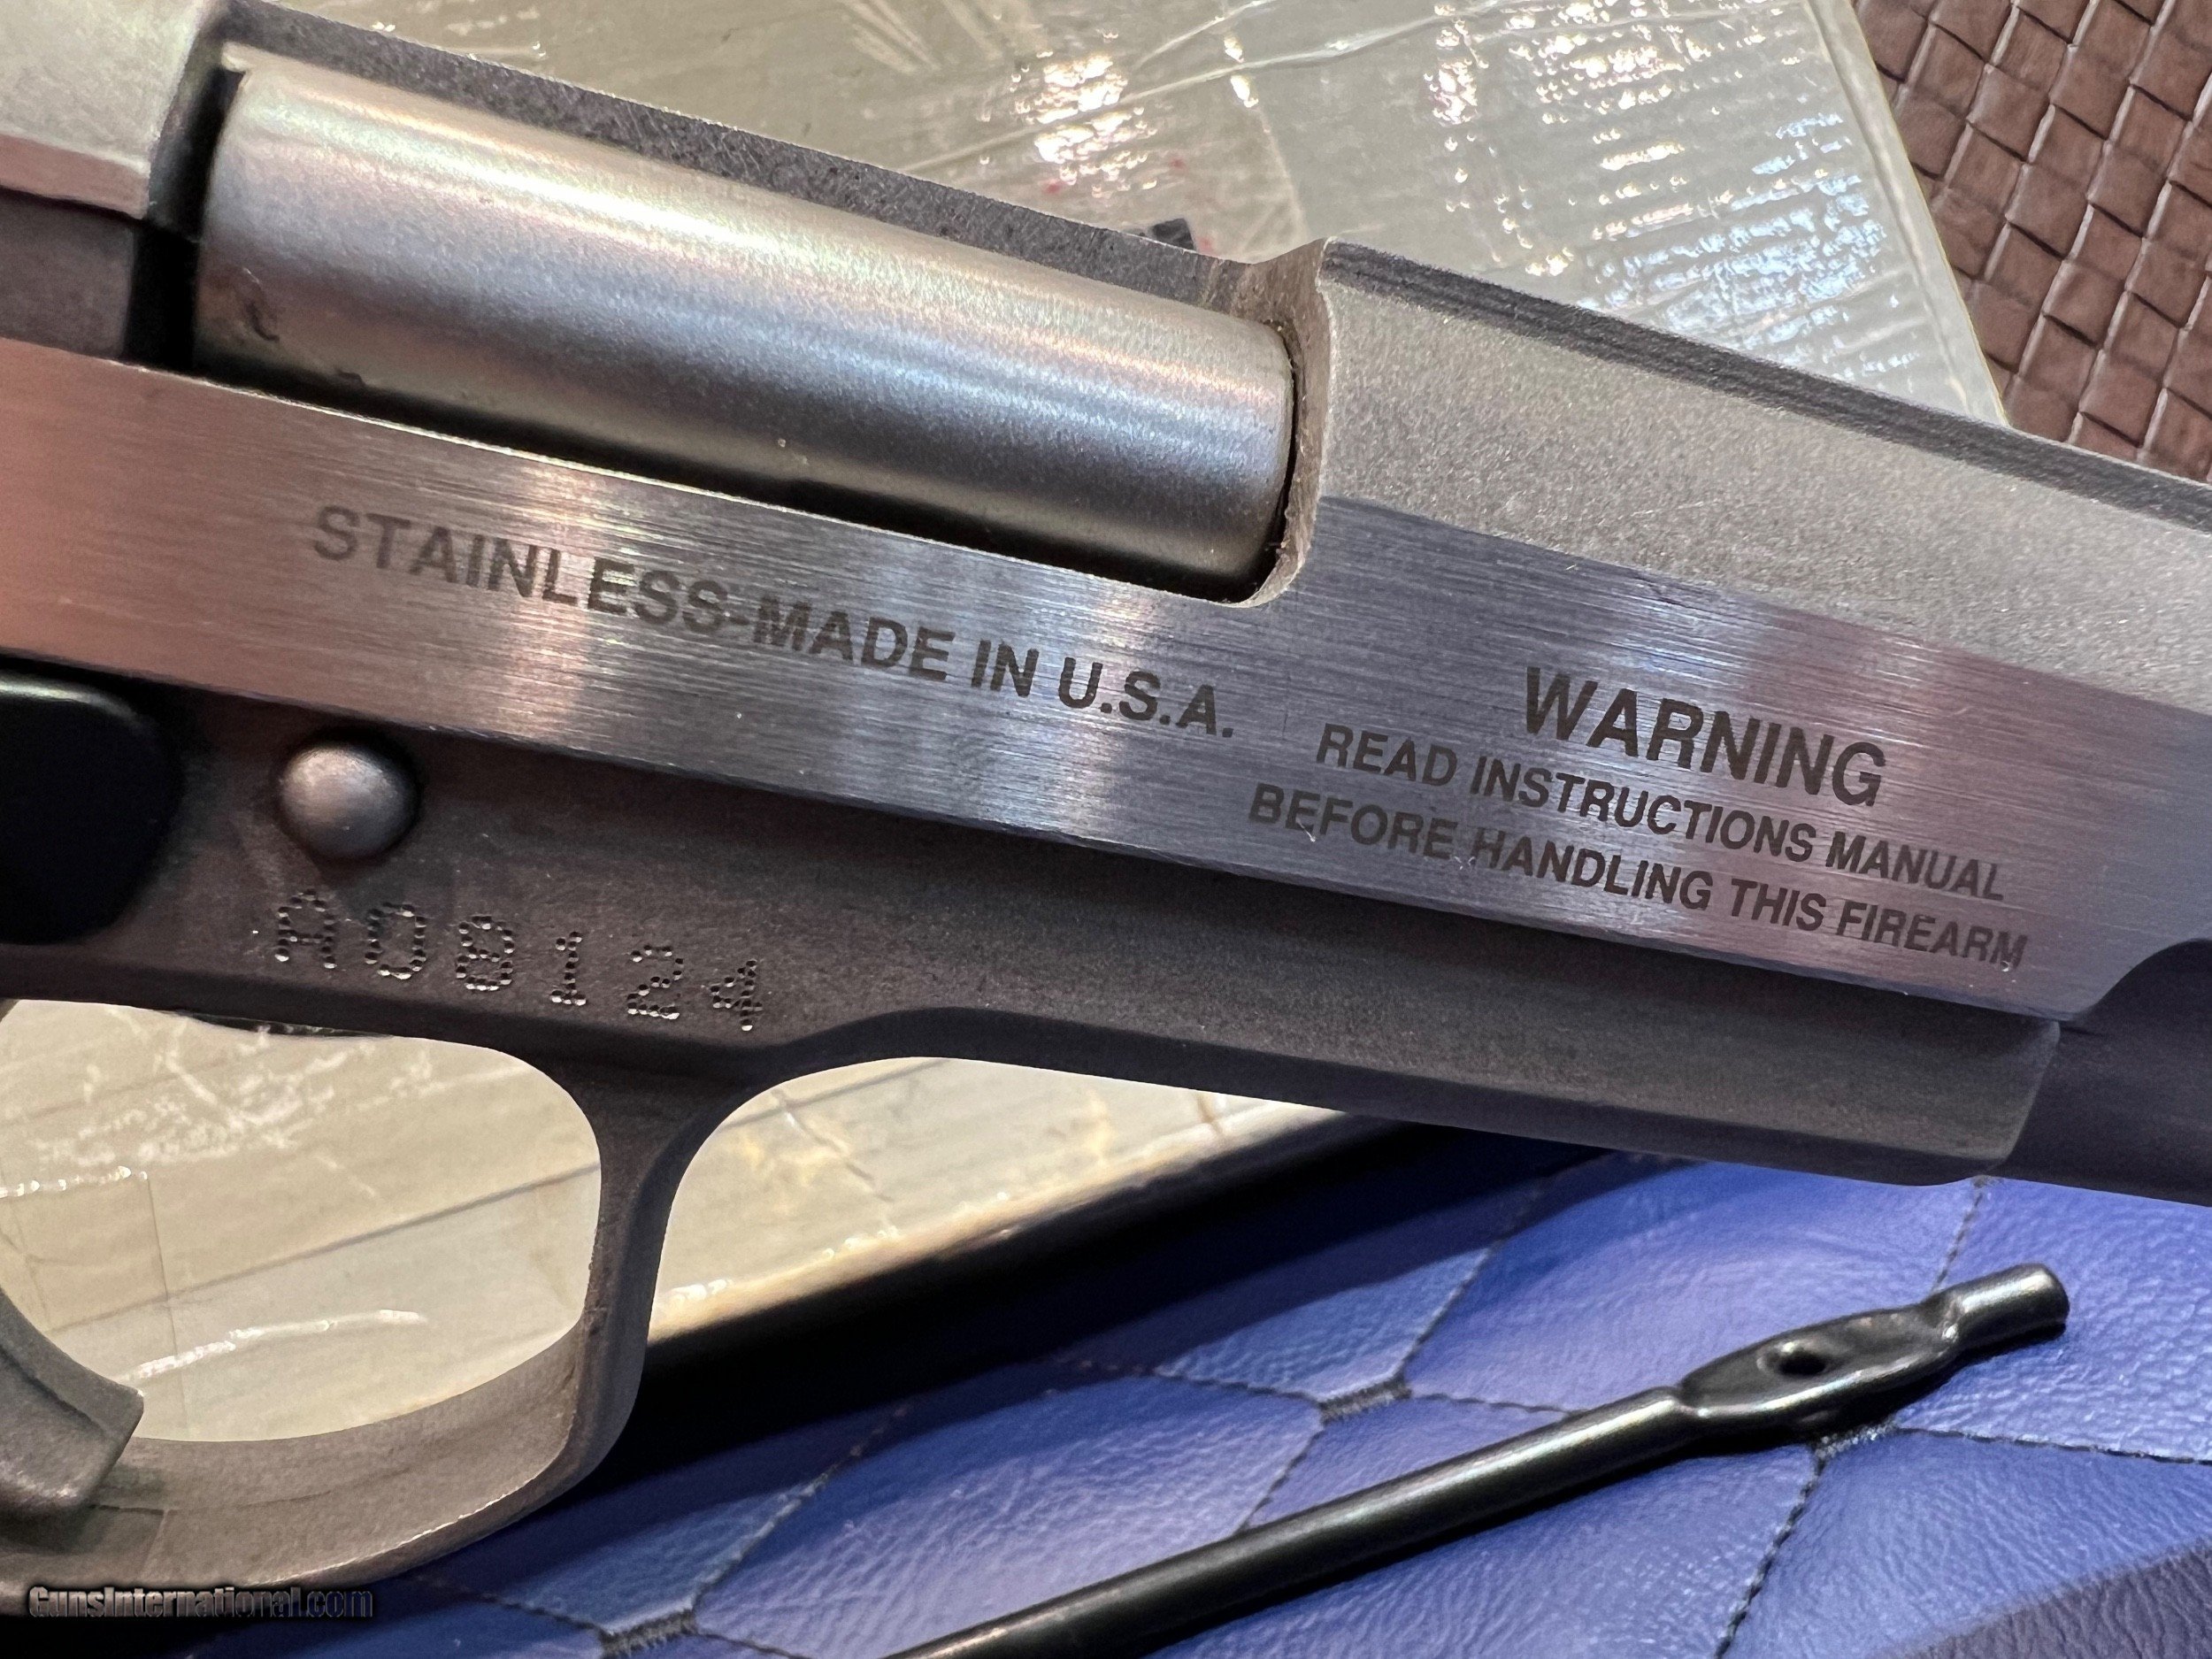 STAINLESS-MADE IN U.S.A.
WARNING
READ INSTRUCTIONS MANUAL
BEFORE HANDLING THIS FIREARM
A08124
GunsInternational.com